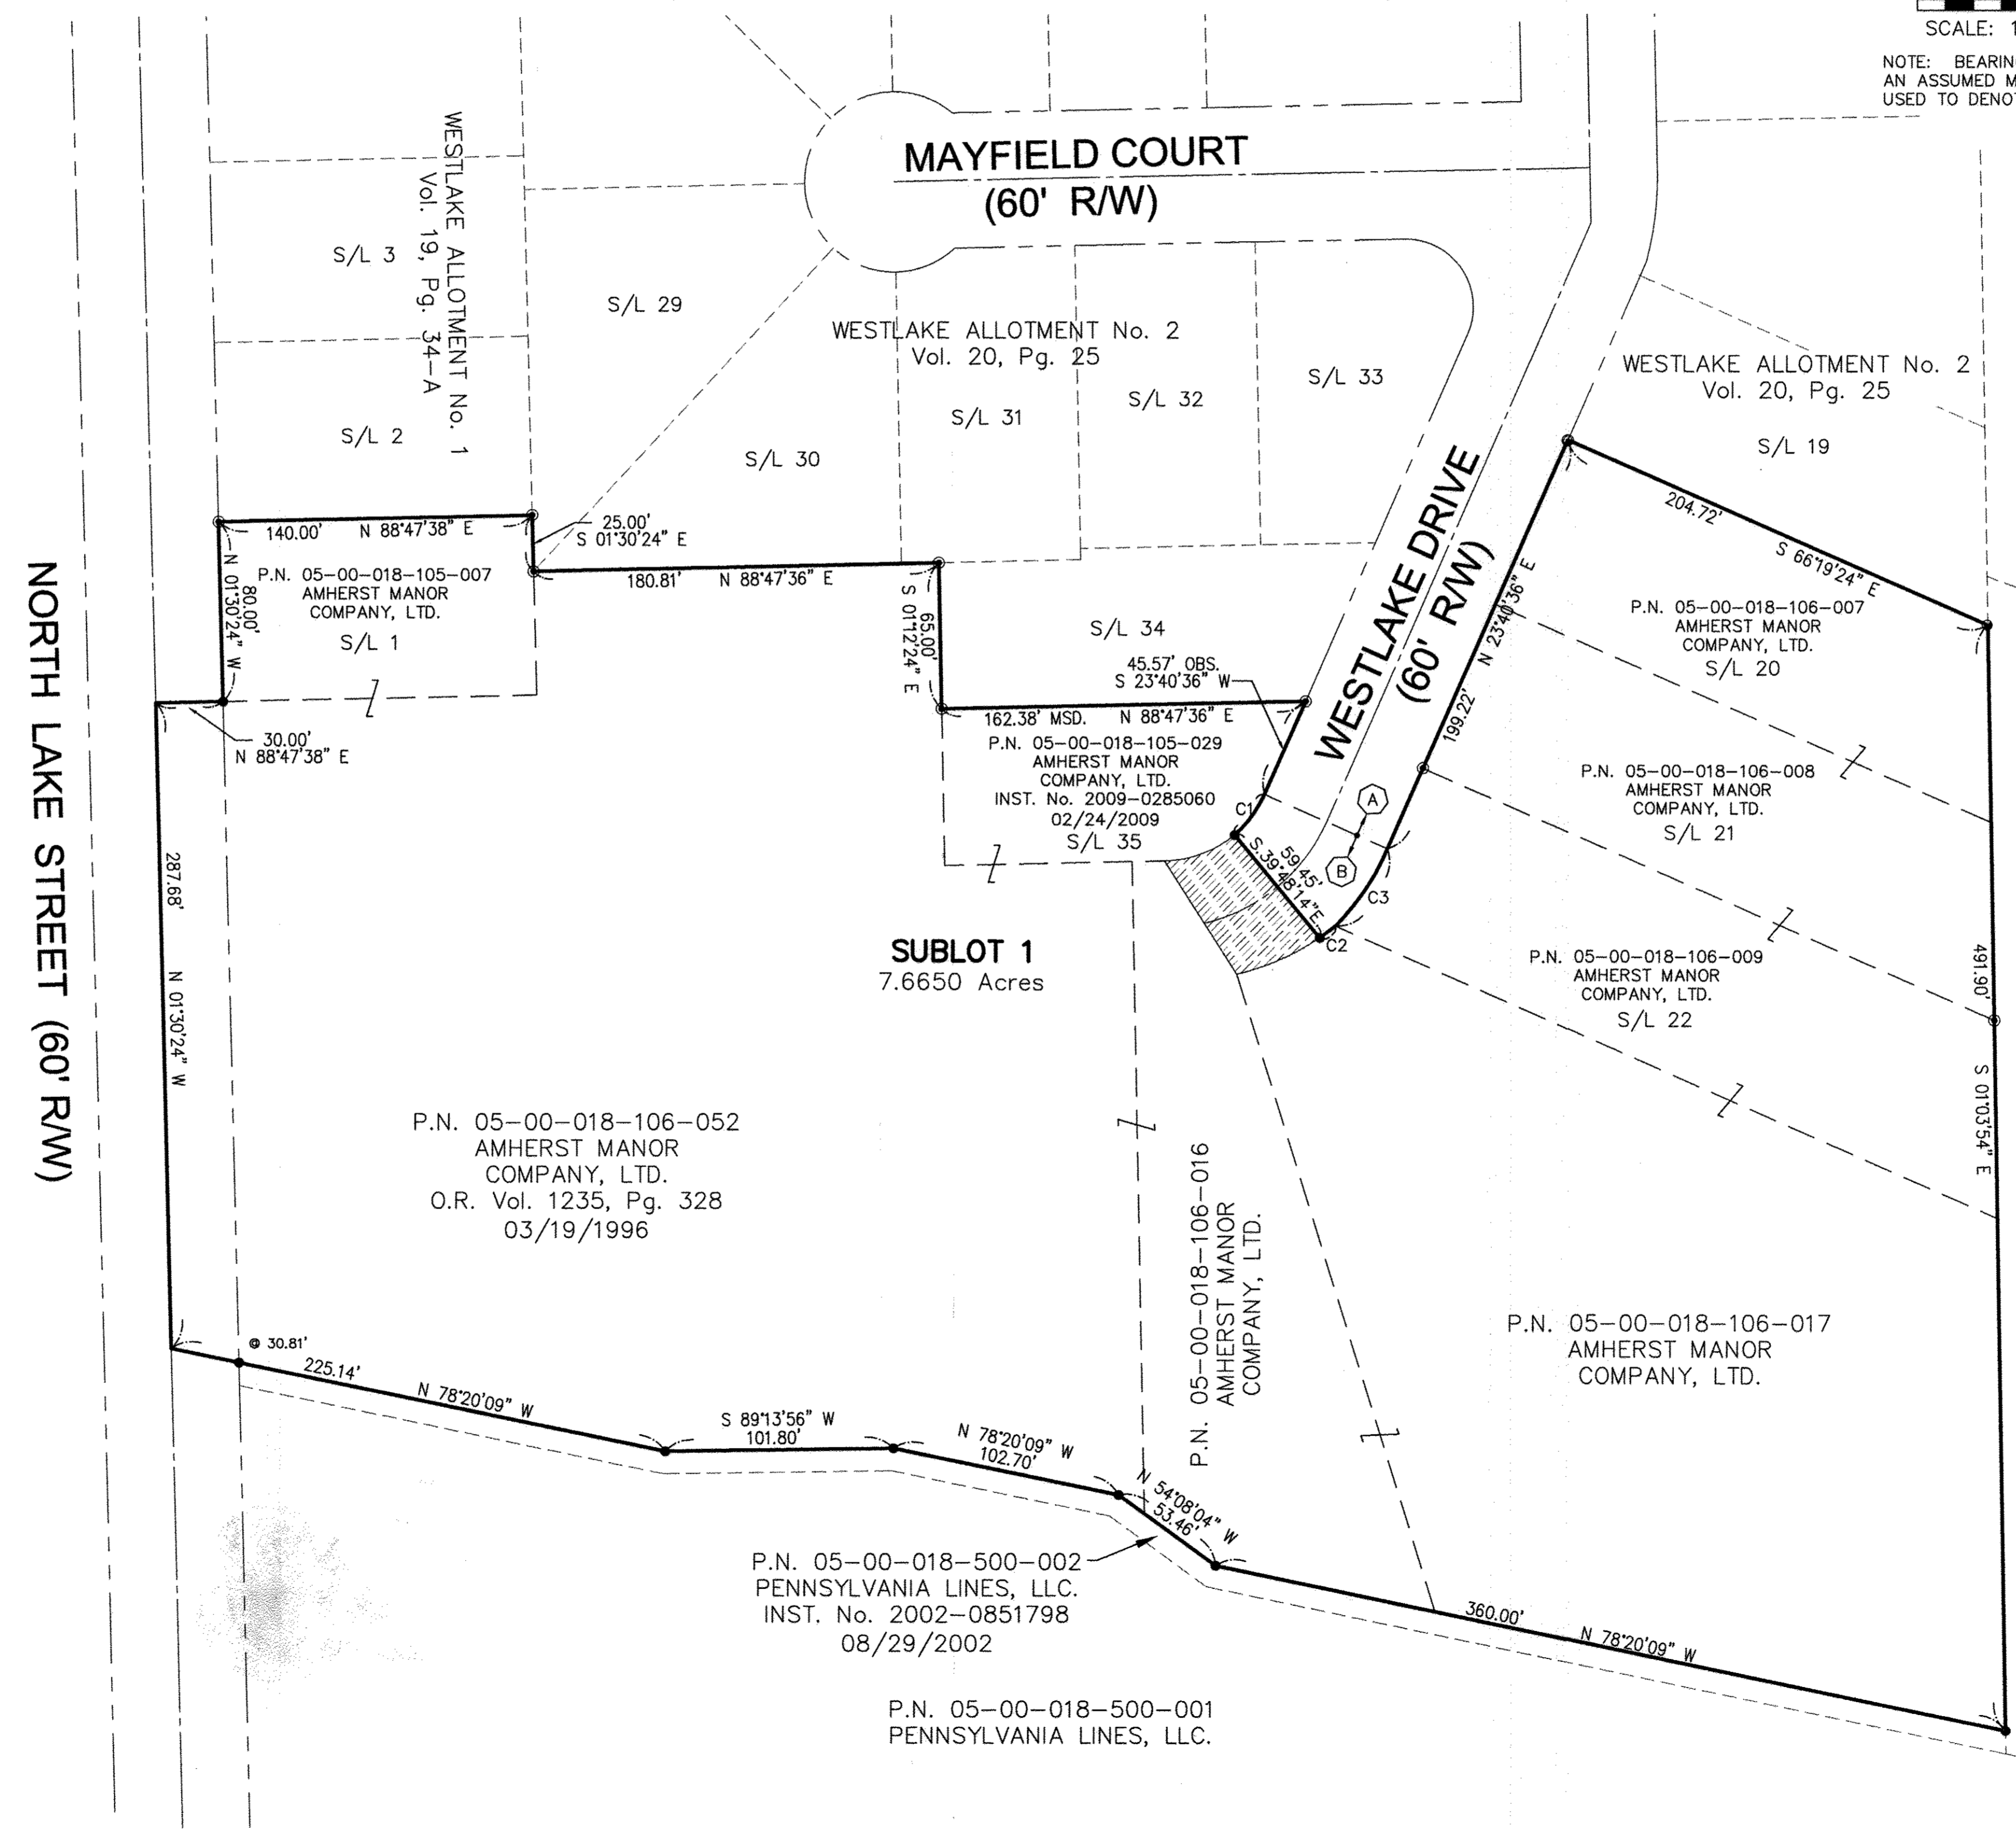 SCALE: 1
NOTE: BEARIN
AN ASSUMED M
USED TO DENOT
MAYFIELD COURT
(60' R/W)
WESTLAKE ALLOTMENT No. 1
Vol. 19, Pg. 34-A
S/L 3
S/L 29
S/L 2
WESTLAKE ALLOTMENT No. 2
Vol. 20, Pg. 25
S/L 30
S/L 31
S/L 32
S/L 33
WESTLAKE ALLOTMENT No. 2
Vol. 20, Pg. 25
S/L 19
WESTLAKE DRIVE
(60' R/W)
204.72'
S 66°19'24" E
140.00' N 88°47'38" E
25.00'
S 01°30'24" E
N 01°30'24" W
80.00'
P.N. 05-00-018-105-007
AMHERST MANOR
COMPANY, LTD.
S/L 1
180.81' N 88°47'36" E
65.00'
S 01°12'24" E
S/L 34
45.57' OBS.
S 23°40'36" W
162.38' MSD. N 88°47'36" E
30.00'
N 88°47'38" E
P.N. 05-00-018-105-029
AMHERST MANOR
COMPANY, LTD.
INST. No. 2009-0285060
02/24/2009
S/L 35
N 23°40'36" E
199.22'
P.N. 05-00-018-106-007
AMHERST MANOR
COMPANY, LTD.
S/L 20
P.N. 05-00-018-106-008
AMHERST MANOR
COMPANY, LTD.
S/L 21
P.N. 05-00-018-106-009
AMHERST MANOR
COMPANY, LTD.
S/L 22
C1
A
B
59.45'
S.39°48'14"E
C3
C2
NORTH LAKE STREET (60' R/W)
287.68' N 01°30'24" W
SUBLOT 1
7.6650 Acres
491.90' S 01°03'54" E
P.N. 05-00-018-106-052
AMHERST MANOR
COMPANY, LTD.
O.R. Vol. 1235, Pg. 328
03/19/1996
P.N. 05-00-018-106-016
AMHERST MANOR
COMPANY, LTD.
P.N. 05-00-018-106-017
AMHERST MANOR
COMPANY, LTD.
@ 30.81'
225.14'
N 78°20'09" W
S 89°13'56" W
101.80'
N 78°20'09" W
102.70'
N 54°08'04" W
53.46'
360.00'
N 78°20'09" W
P.N. 05-00-018-500-002
PENNSYLVANIA LINES, LLC.
INST. No. 2002-0851798
08/29/2002
P.N. 05-00-018-500-001
PENNSYLVANIA LINES, LLC.